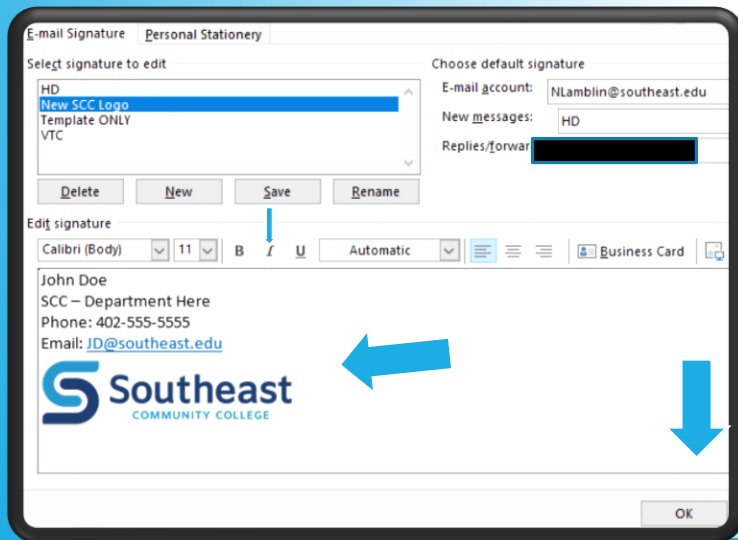 E-mail Signature Personal Stationery
Select signature to edit
HD
New SCC Logo
Template ONLY
VTC
Delete New Save Rename
Choose default signature
E-mail account: NLamblin@southeast.edu
New messages: HD
Replies/forwar
Edit signature
Calibri (Body) 11 B I U Automatic Business Card
John Doe
SCC – Department Here
Phone: 402-555-5555
Email: JD@southeast.edu
Southeast
COMMUNITY COLLEGE
OK